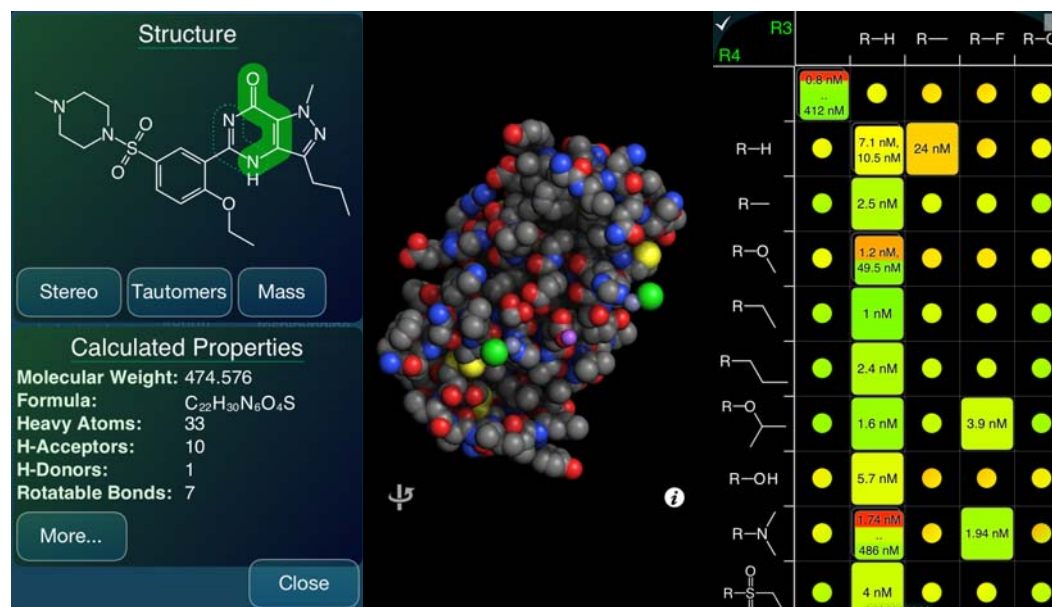 Structure
O
N
N
N
N
N
N
H
O
S
O
O
Stereo
Tautomers
Mass
Calculated Properties
Molecular Weight: 474.576
Formula: C₂₂H₃₀N₆O₄S
Heavy Atoms: 33
H-Acceptors: 10
H-Donors: 1
Rotatable Bonds: 7
More...
Close
i
R3
R4
R—H R— R—F
0.8 nM
..
412 nM
R—H
7.1 nM,
10.5 nM
24 nM
R—
2.5 nM
R—O
1.2 nM,
49.5 nM
R
1 nM
R
2.4 nM
R—O
1.6 nM
3.9 nM
R—OH
5.7 nM
R—N
1.74 nM
..
486 nM
1.94 nM
O
R—S
4 nM